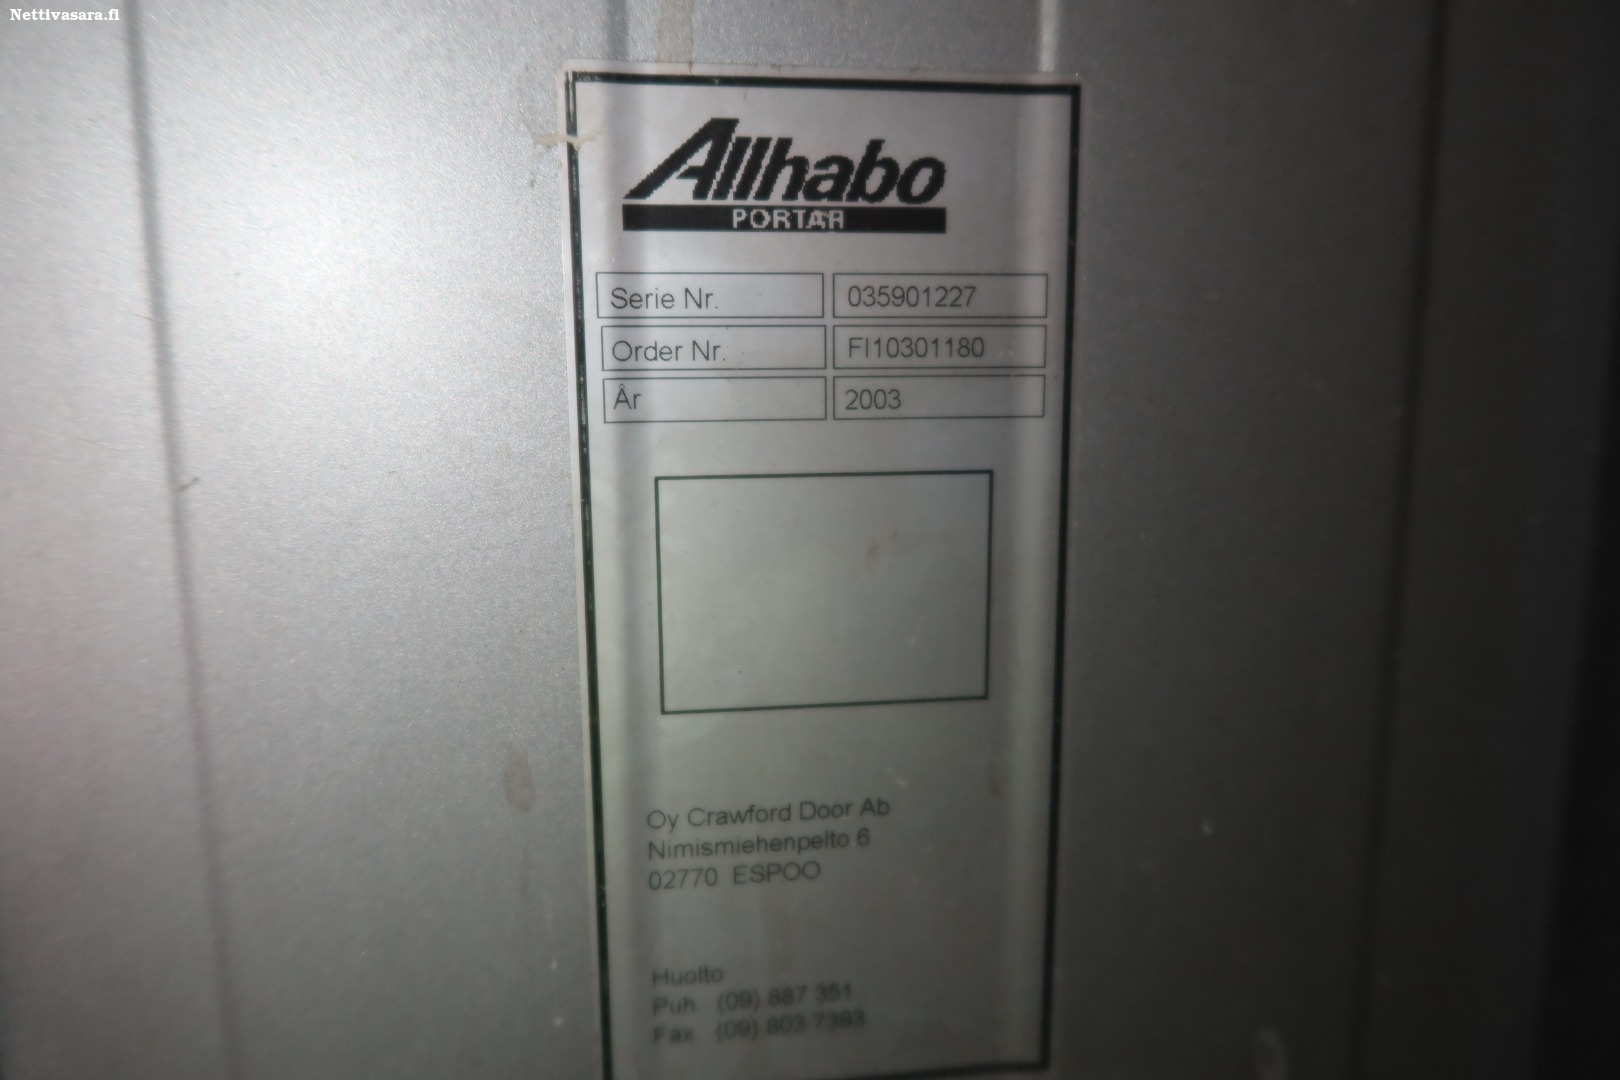 Nettivasara.fi
Allhabo
PORTAR
Serie Nr. 035901227
Order Nr. FI10301180
År 2003
Oy Crawford Door Ab
Nimismiehenpelto 6
02770 ESPOO
Huolto
Puh. (09) 887 351
Fax (09) 803 7393